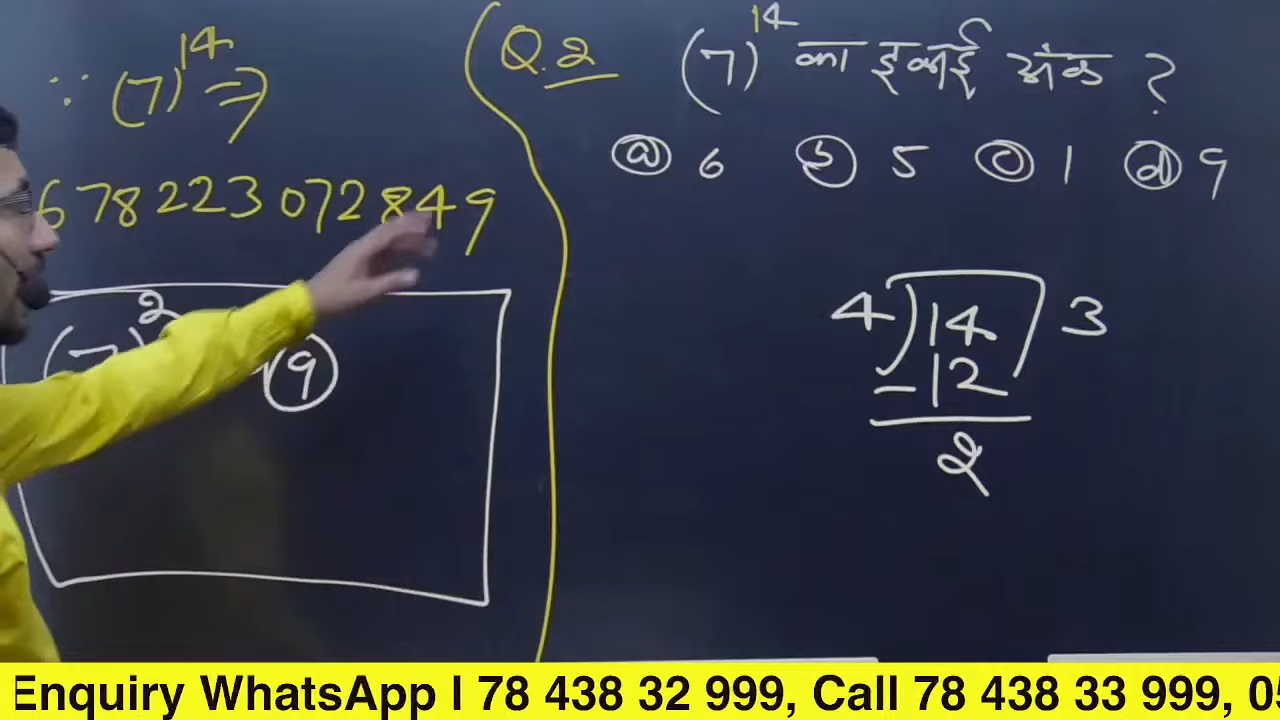 ∵ (7)^14 ⇒
678223072849
(7)^2
9
Q.2 (7)^14 का इकाई अंक ?
ⓐ 6 ⓑ 5 ⓒ 1 ⓓ 9
4)14(3
-12
2
Enquiry WhatsApp l 78 438 32 999, Call 78 438 33 999, 05